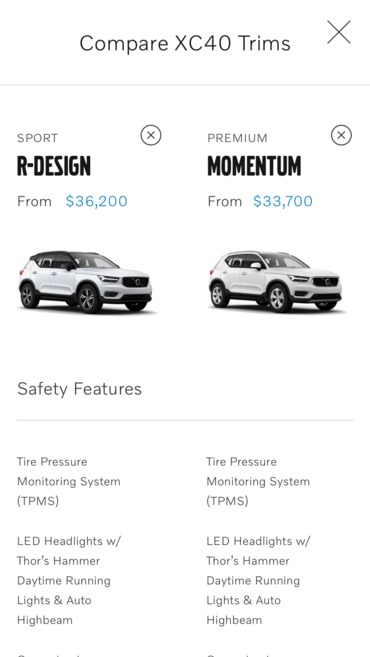 Compare XC40 Trims
SPORT
R-DESIGN
From $36,200
PREMIUM
MOMENTUM
From $33,700
Safety Features
Tire Pressure
Monitoring System
(TPMS)
LED Headlights w/
Thor's Hammer
Daytime Running
Lights & Auto
Highbeam
Tire Pressure
Monitoring System
(TPMS)
LED Headlights w/
Thor's Hammer
Daytime Running
Lights & Auto
Highbeam